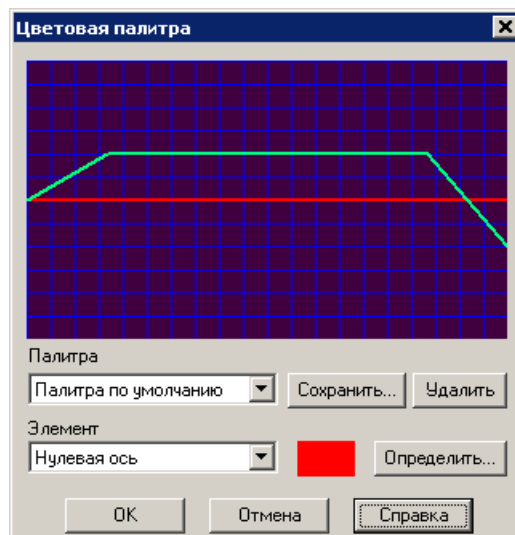 Цветовая палитра
Палитра
Палитра по умолчанию Сохранить... Удалить
Элемент
Нулевая ось Определить...
OK Отмена Справка